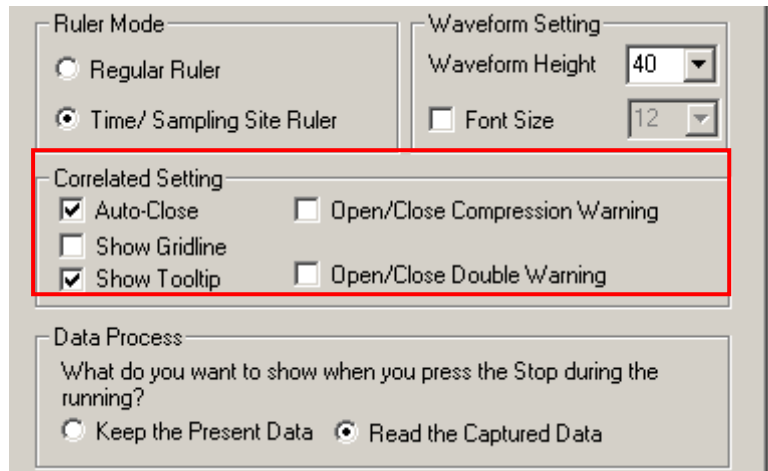 Ruler Mode
Regular Ruler
Time/ Sampling Site Ruler
Waveform Setting
Waveform Height 40
Font Size 12
Correlated Setting
Auto-Close Open/Close Compression Warning
Show Gridline
Show Tooltip Open/Close Double Warning
Data Process
What do you want to show when you press the Stop during the
running?
Keep the Present Data Read the Captured Data